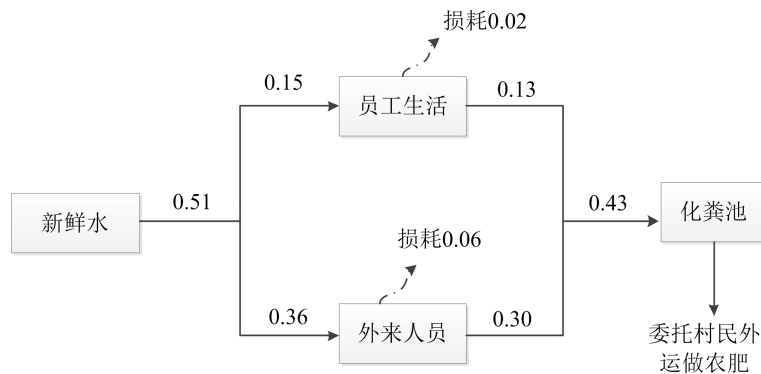 损耗0.02
0.15
员工生活
0.13
新鲜水
0.51
0.43
化粪池
损耗0.06
0.36
外来人员
0.30
委托村民外
运做农肥